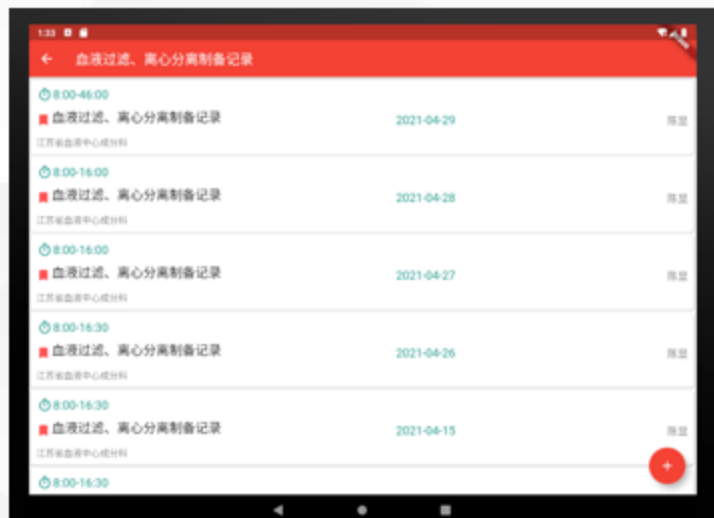 1:33
血液过滤、离心分离制备记录
8:00-46:00
血液过滤、离心分离制备记录
2021-04-29
江苏省血液中心成分科
8:00-16:00
血液过滤、离心分离制备记录
2021-04-28
江苏省血液中心成分科
8:00-16:00
血液过滤、离心分离制备记录
2021-04-27
江苏省血液中心成分科
8:00-16:30
血液过滤、离心分离制备记录
2021-04-26
江苏省血液中心成分科
8:00-16:30
血液过滤、离心分离制备记录
2021-04-15
江苏省血液中心成分科
8:00-16:30